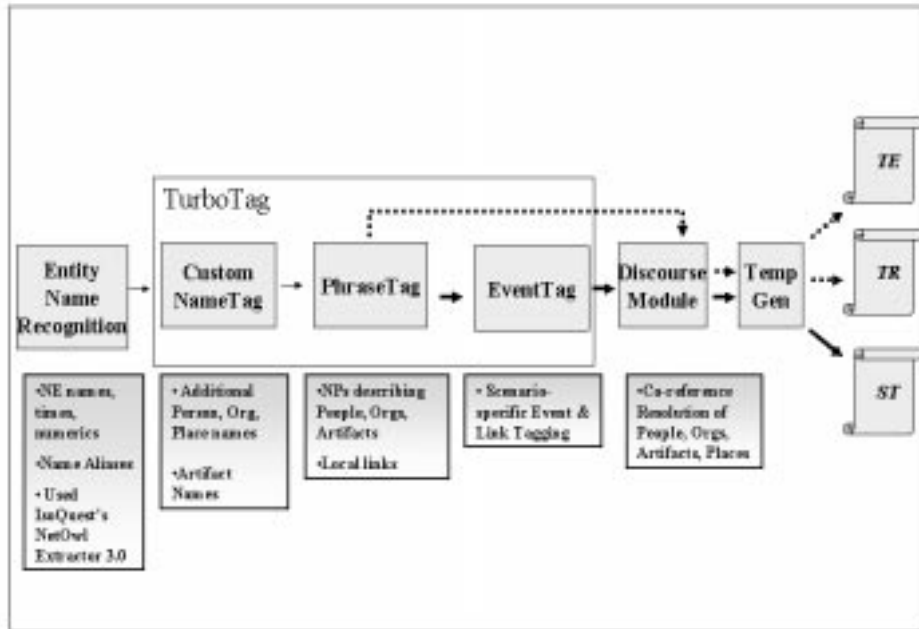 TurboTag
Entity
Name
Recognition
Custom
NameTag
PhraseTag
EventTag
Discourse
Module
Temp
Gen
TE
TR
ST
•NE names,
times,
numerics
•Name Aliases
• Used
IsoQuest's
NetOwl
Extractor 3.0
• Additional
Person, Org,
Place names
•Artifact
Names
•NPs describing
People, Orgs,
Artifacts
•Local links
• Scenario-
specific Event &
Link Tagging
•Co-reference
Resolution of
People, Orgs,
Artifacts, Places